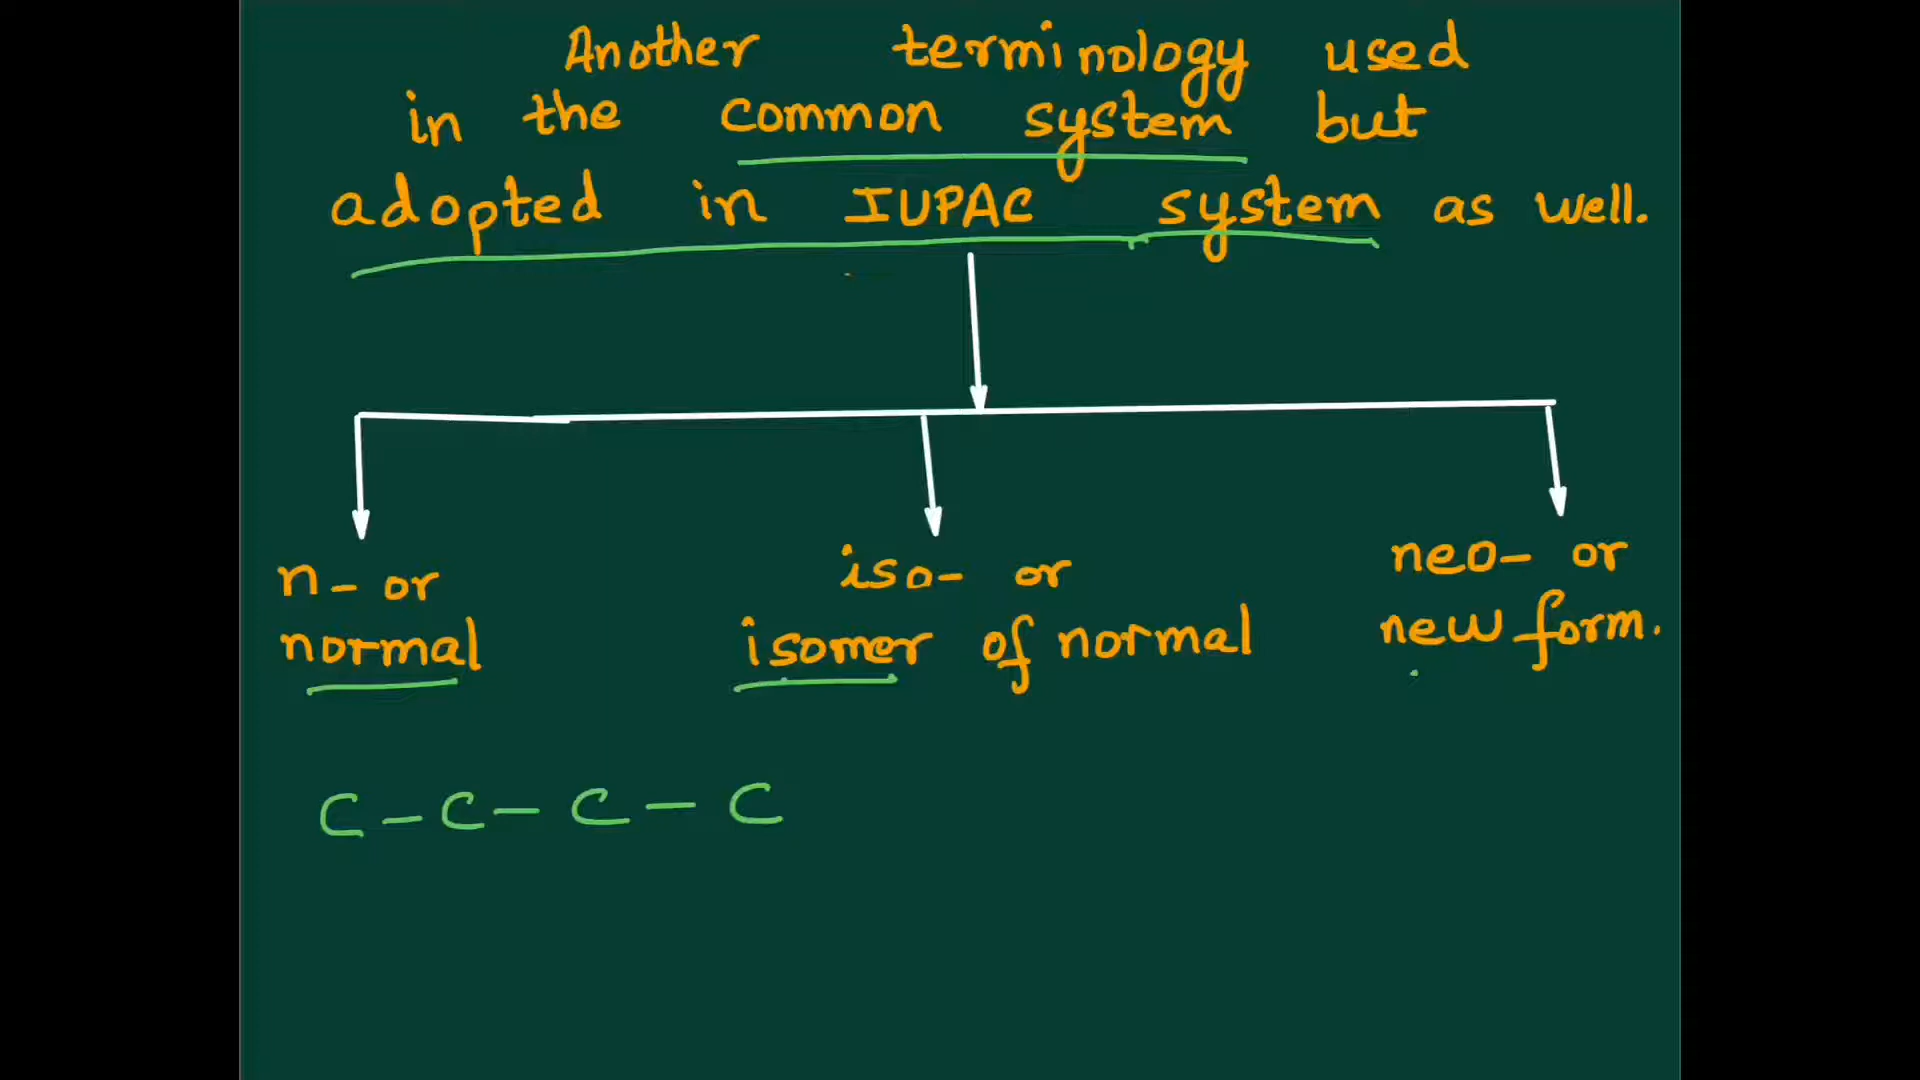 Another terminology used
in the common system but
adopted in IUPAC system as well.
n- or
normal
iso- or
isomer of normal
neo- or
new form.
C - C - C - C